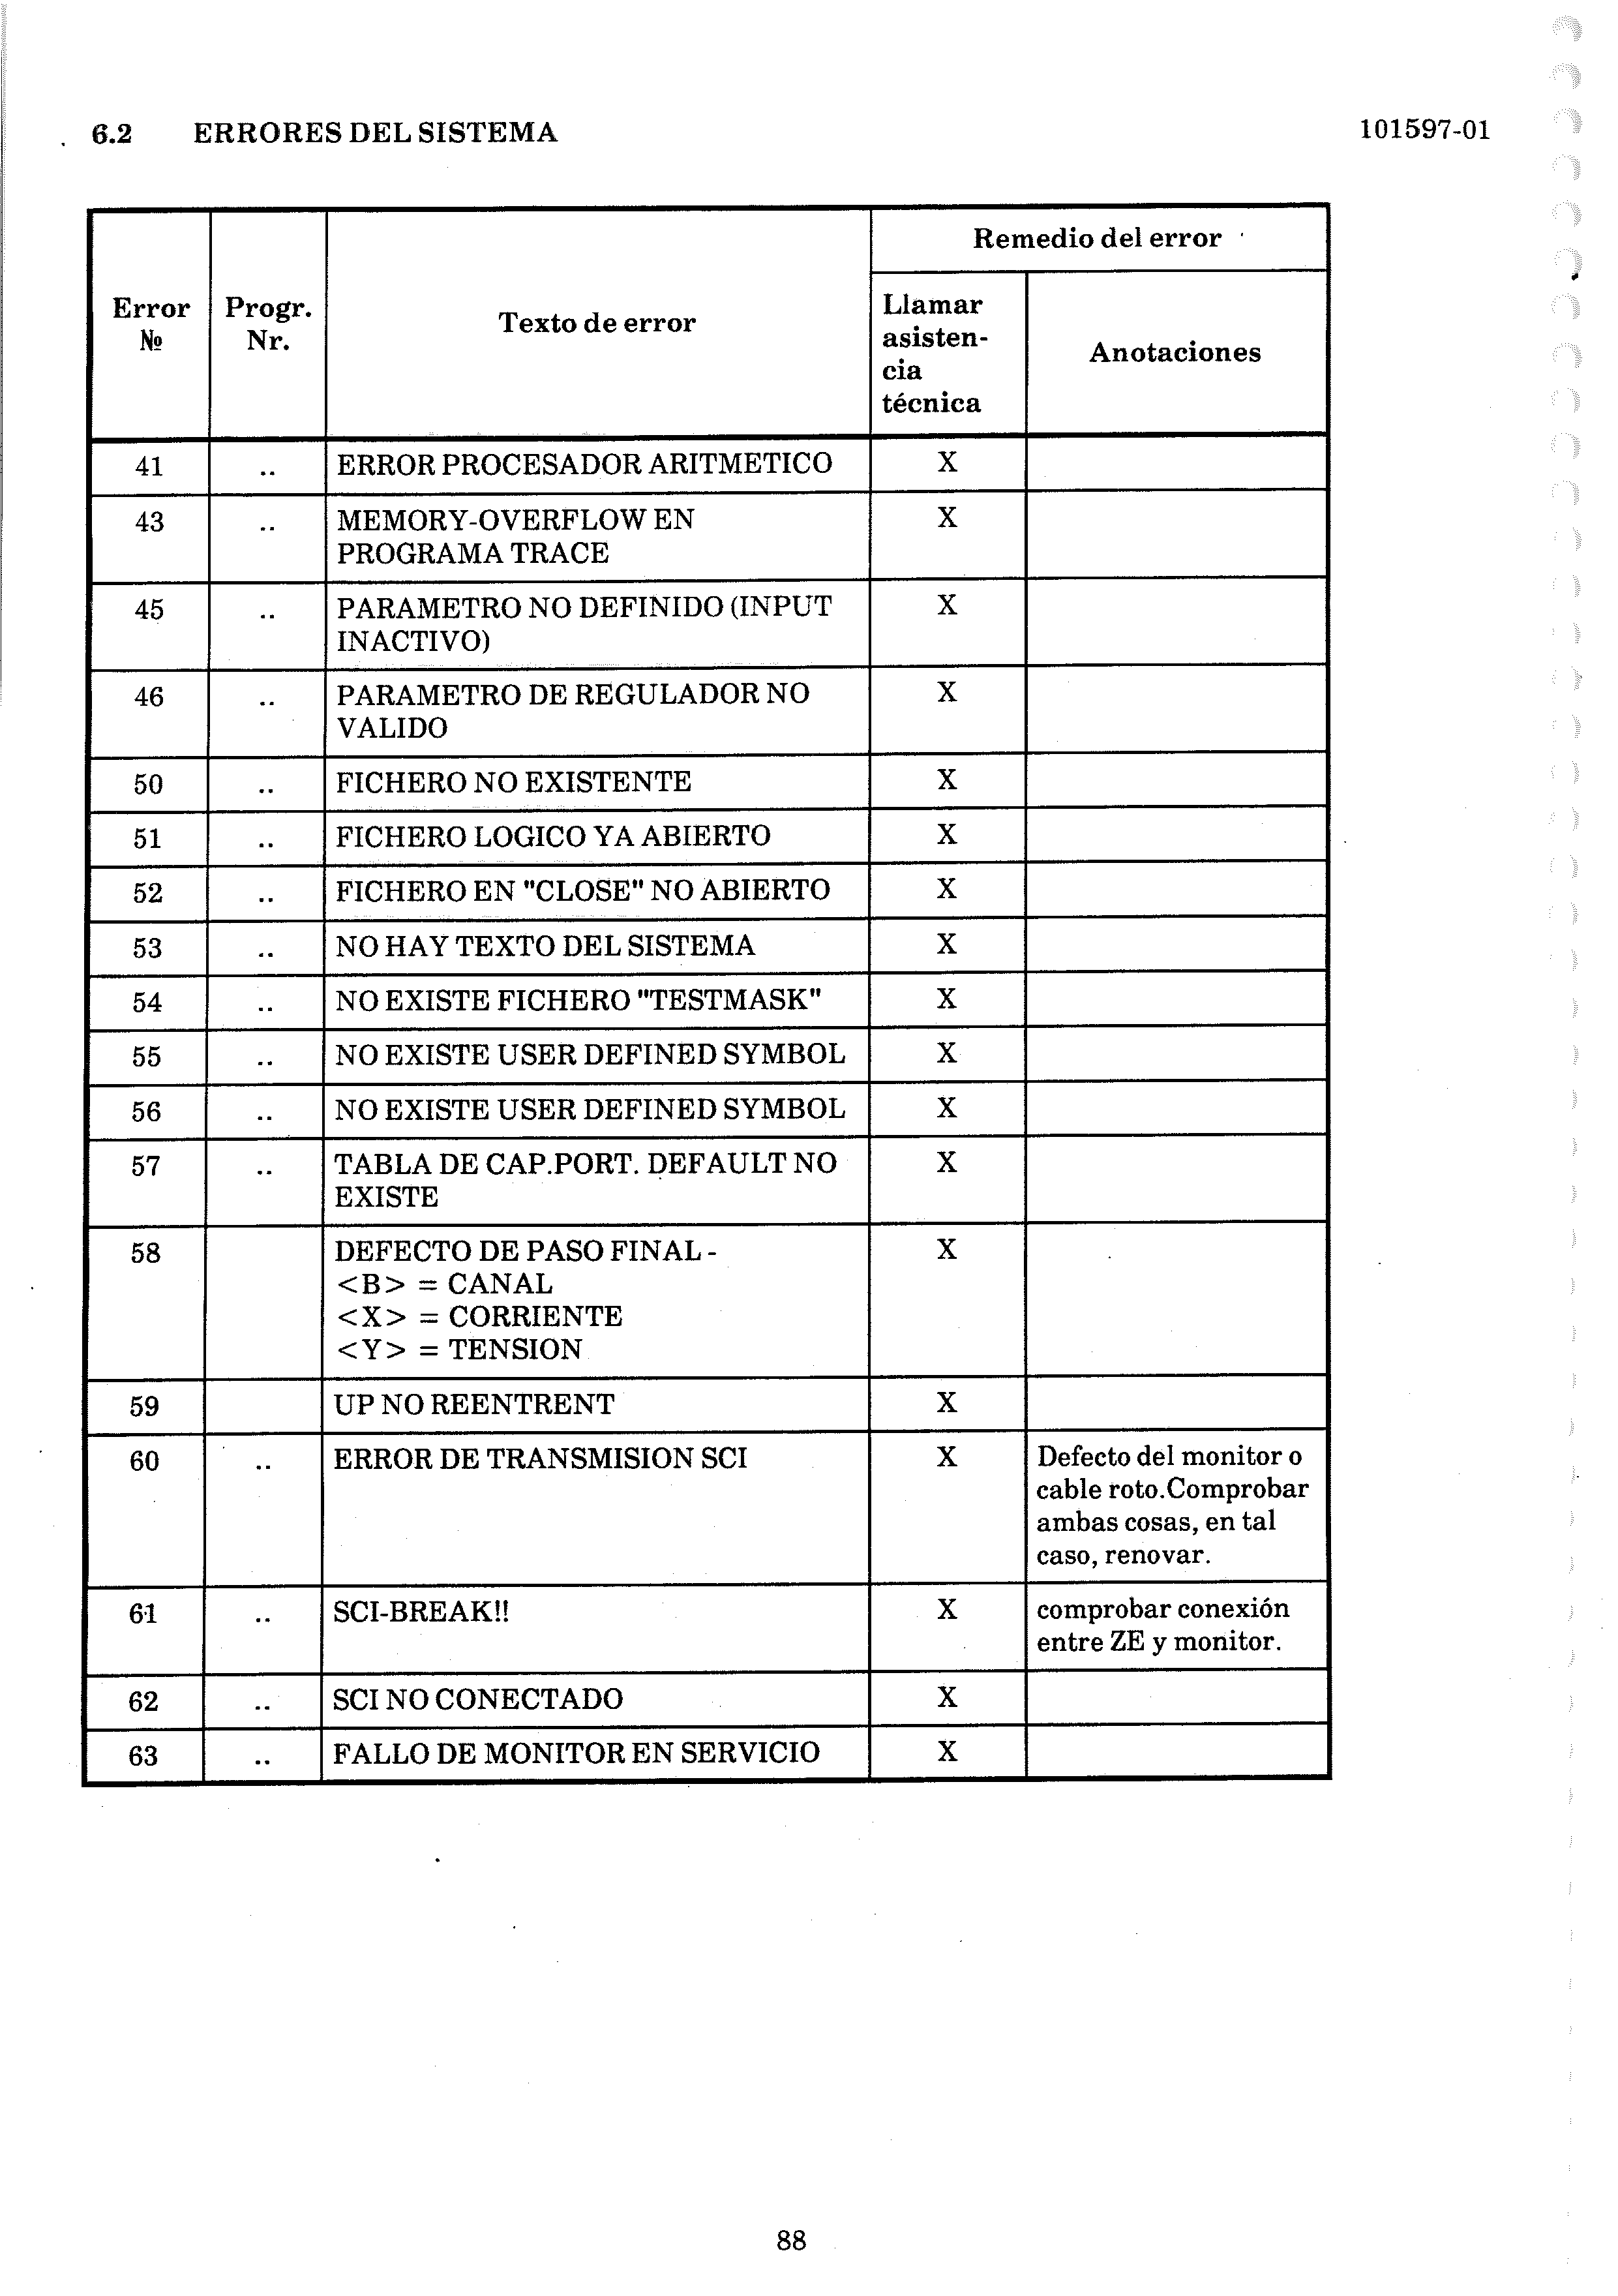 6.2 ERRORES DEL SISTEMA 101597-01
Remedio del error
Error Nº
Progr. Nr.
Texto de error
Llamar
asisten-
cia
técnica
Anotaciones
41 .. ERROR PROCESADOR ARITMETICO X
43 .. MEMORY-OVERFLOW EN X
PROGRAMA TRACE
45 .. PARAMETRO NO DEFINIDO (INPUT X
INACTIVO)
46 .. PARAMETRO DE REGULADOR NO X
VALIDO
50 .. FICHERO NO EXISTENTE X
51 .. FICHERO LOGICO YA ABIERTO X
52 .. FICHERO EN "CLOSE" NO ABIERTO X
53 .. NO HAY TEXTO DEL SISTEMA X
54 .. NO EXISTE FICHERO "TESTMASK" X
55 .. NO EXISTE USER DEFINED SYMBOL X
56 .. NO EXISTE USER DEFINED SYMBOL X
57 .. TABLA DE CAP.PORT. DEFAULT NO X
EXISTE
58 DEFECTO DE PASO FINAL - X
<B> = CANAL
<X> = CORRIENTE
<Y> = TENSION
59 UP NO REENTRENT X
60 .. ERROR DE TRANSMISION SCI X Defecto del monitor o
cable roto.Comprobar
ambas cosas, en tal
caso, renovar.
61 .. SCI-BREAK!! X comprobar conexión
entre ZE y monitor.
62 .. SCI NO CONECTADO X
63 .. FALLO DE MONITOR EN SERVICIO X
88